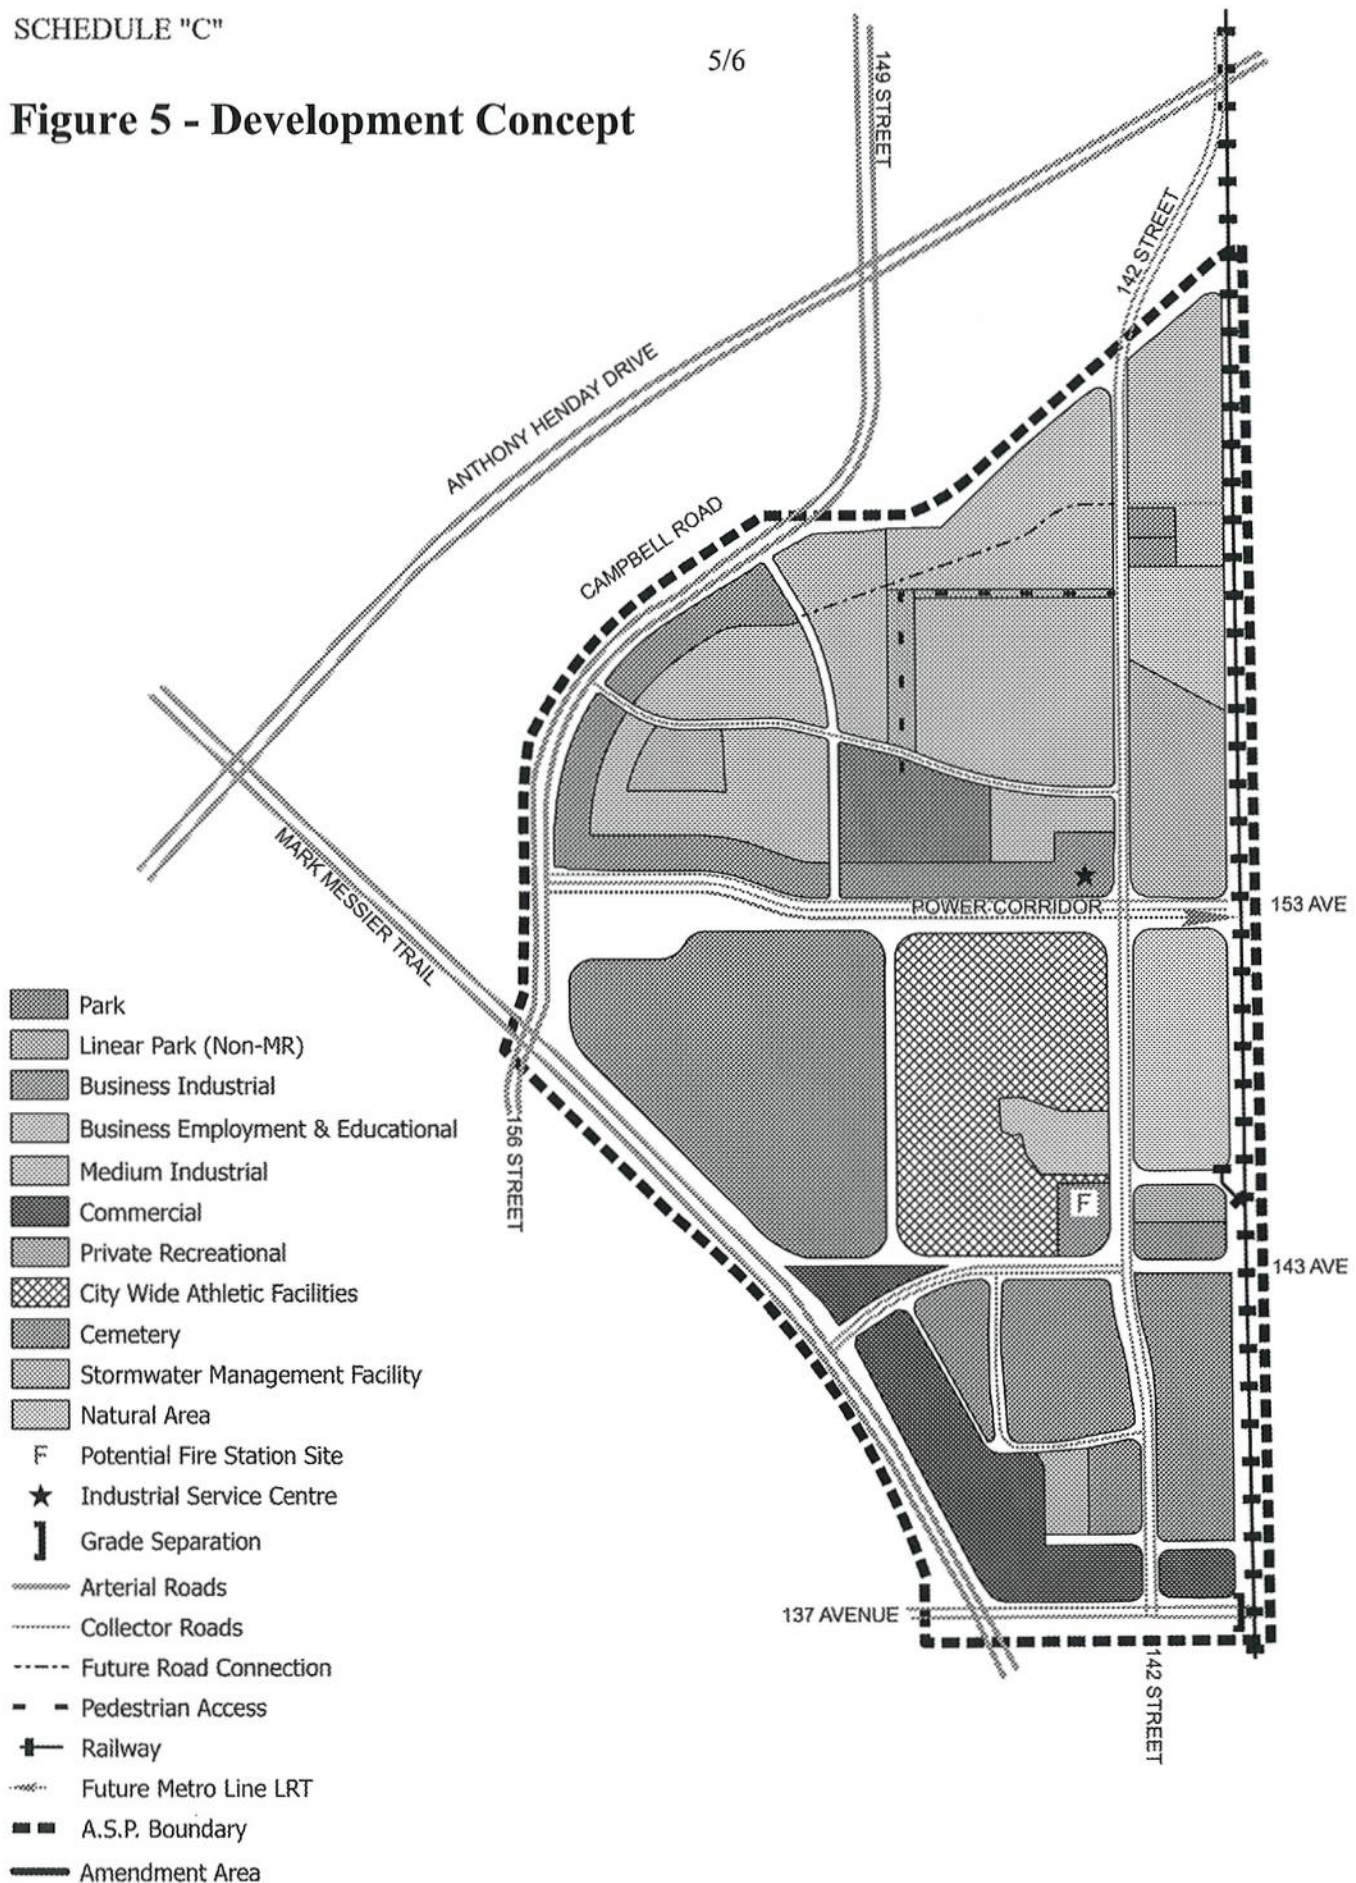 SCHEDULE "C"
5/6
Figure 5 - Development Concept
149 STREET
142 STREET
ANTHONY HENDAY DRIVE
CAMPBELL ROAD
MARK MESSIER TRAIL
POWER CORRIDOR
153 AVE
156 STREET
F
143 AVE
137 AVENUE
142 STREET
Park
Linear Park (Non-MR)
Business Industrial
Business Employment & Educational
Medium Industrial
Commercial
Private Recreational
City Wide Athletic Facilities
Cemetery
Stormwater Management Facility
Natural Area
F Potential Fire Station Site
Industrial Service Centre
Grade Separation
Arterial Roads
Collector Roads
Future Road Connection
Pedestrian Access
Railway
Future Metro Line LRT
A.S.P. Boundary
Amendment Area